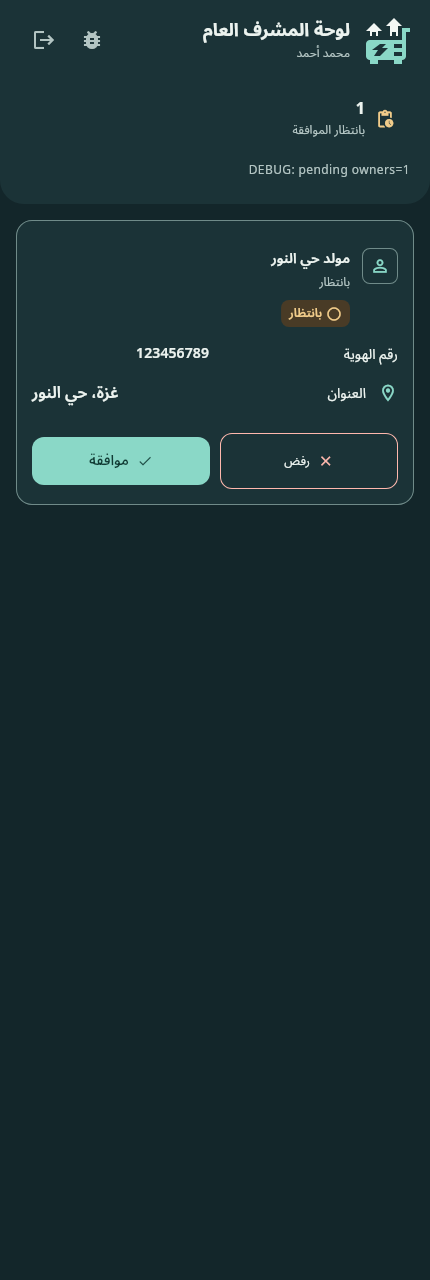 لوحة المشرف العام
محمد أحمد
1
بانتظار الموافقة
DEBUG: pending owners=1
مولد حي النور
بانتظار
بانتظار
رقم الهوية 123456789
العنوان غزة، حي النور
رفض موافقة